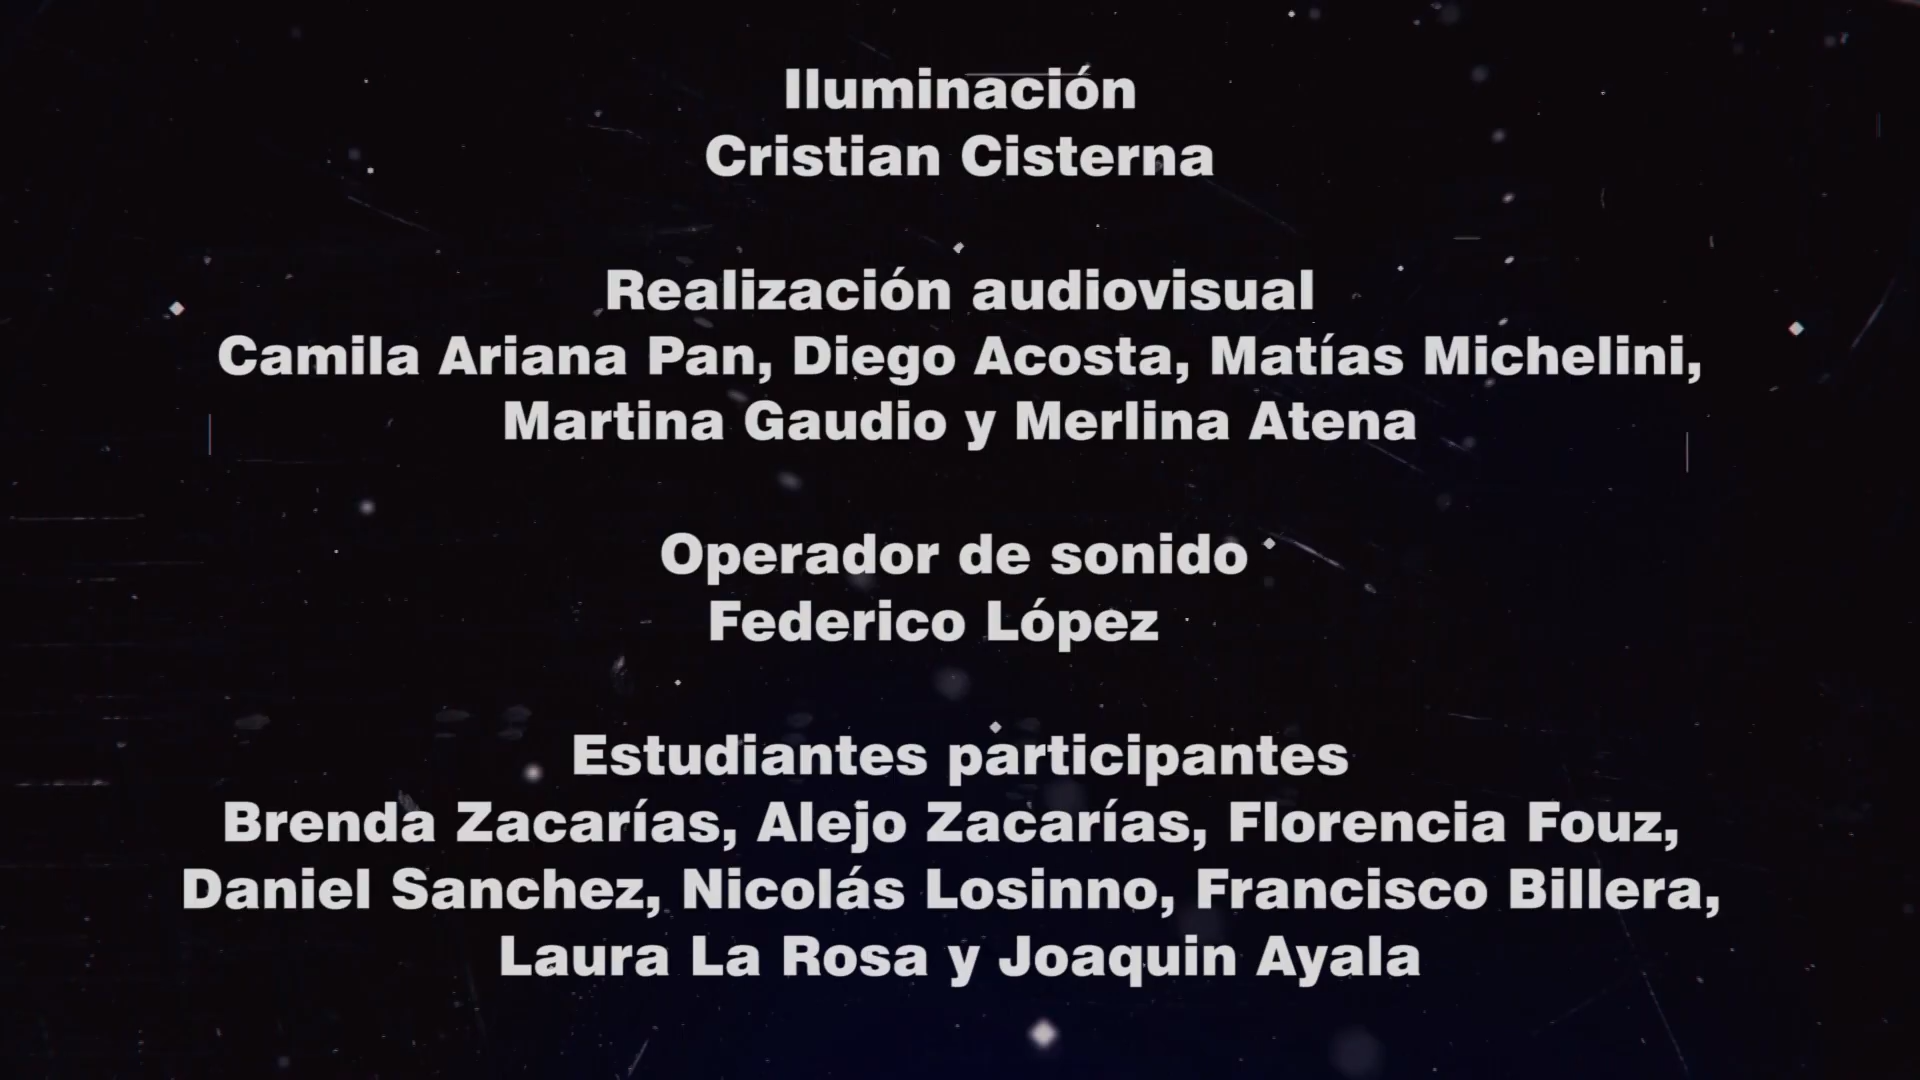 Iluminación
Cristian Cisterna
Realización audiovisual
Camila Ariana Pan, Diego Acosta, Matías Michelini,
Martina Gaudio y Merlina Atena
Operador de sonido
Federico López
Estudiantes participantes
Brenda Zacarías, Alejo Zacarías, Florencia Fouz,
Daniel Sanchez, Nicolás Losinno, Francisco Billera,
Laura La Rosa y Joaquin Ayala